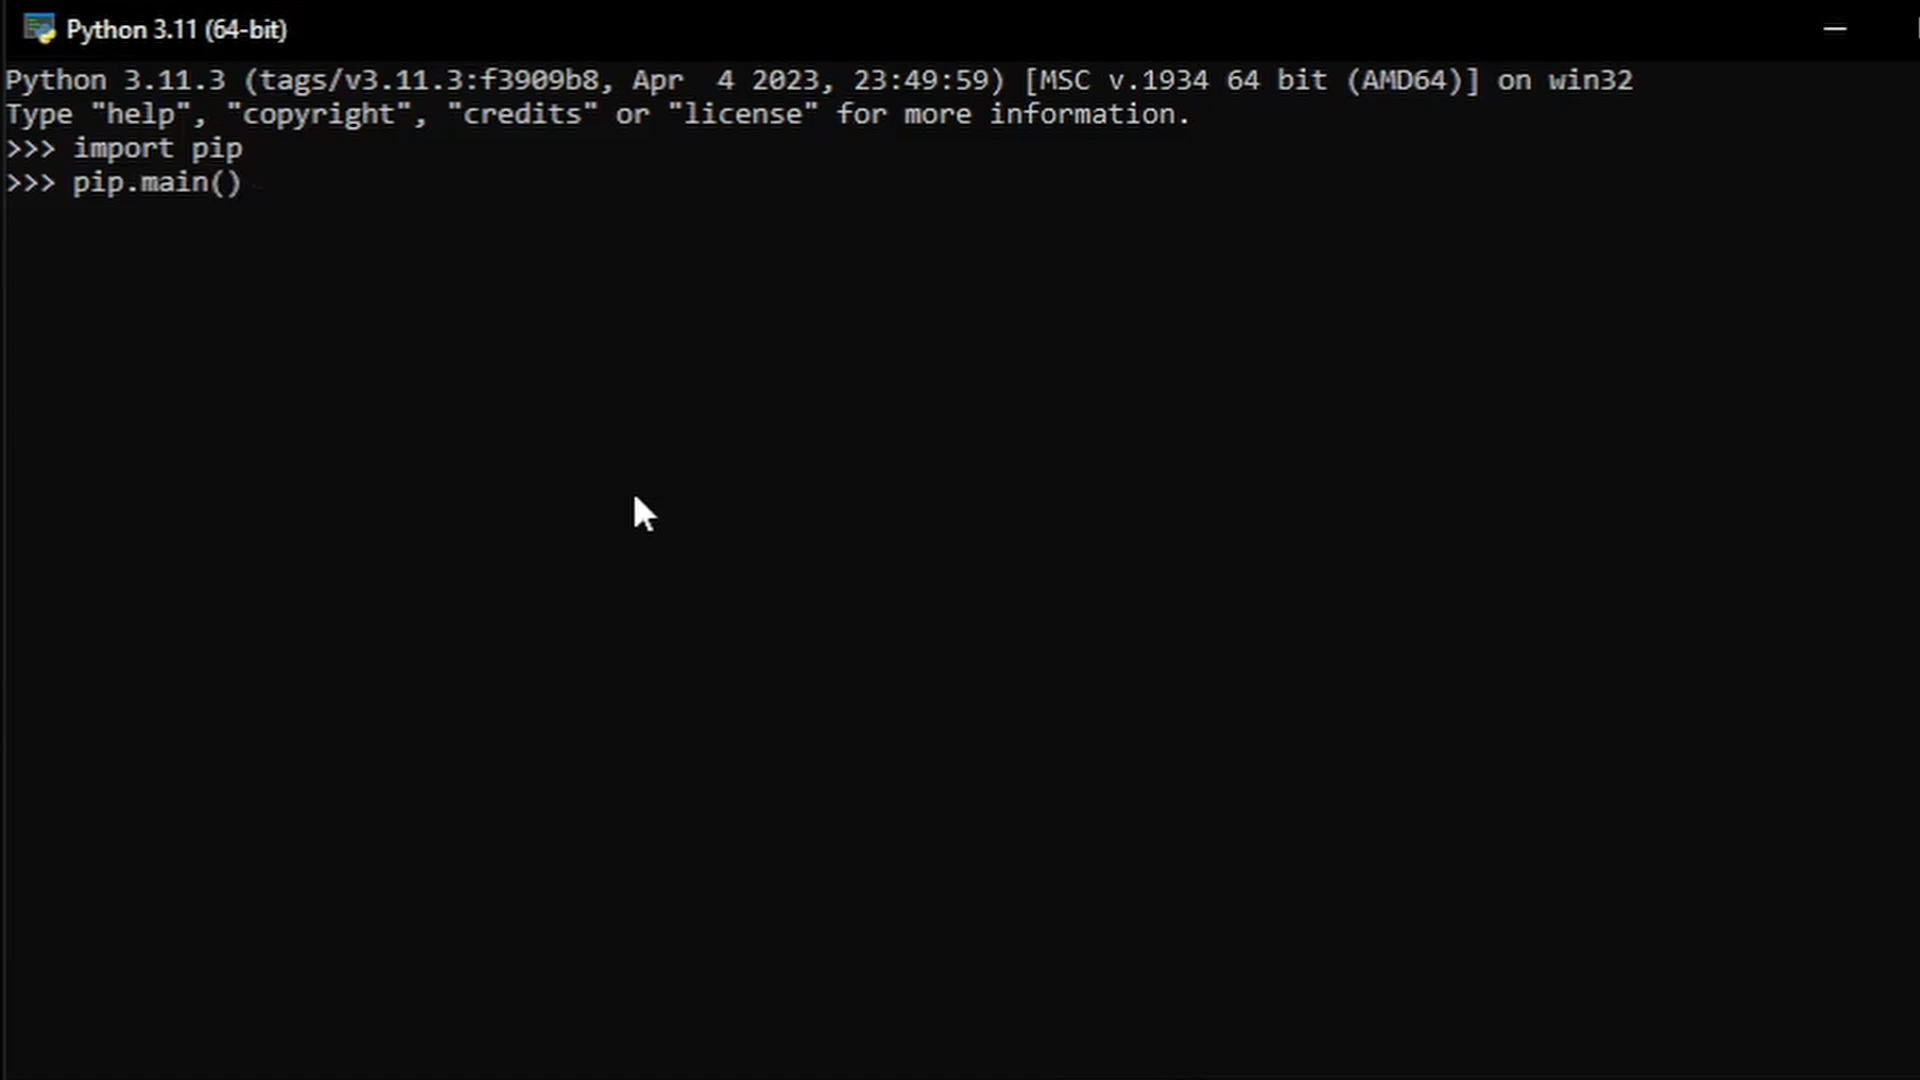 Python 3.11 (64-bit)
Python 3.11.3 (tags/v3.11.3:f3909b8, Apr  4 2023, 23:49:59) [MSC v.1934 64 bit (AMD64)] on win32
Type "help", "copyright", "credits" or "license" for more information.
>>> import pip
>>> pip.main()